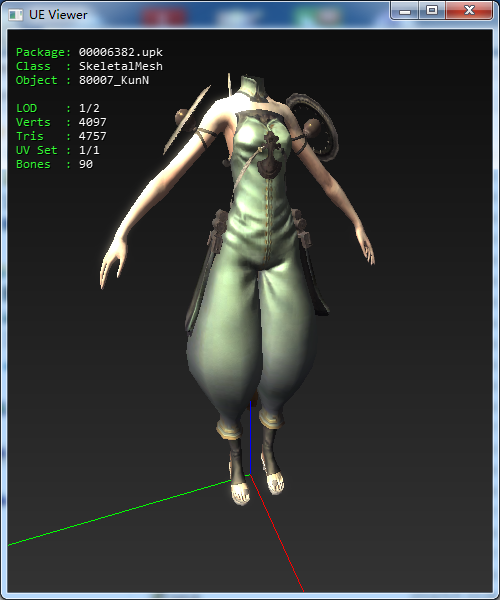 UE Viewer
Package: 00006382.upk
Class : SkeletalMesh
Object : 80007_KunN
LOD : 1/2
Verts : 4097
Tris : 4757
UV Set : 1/1
Bones : 90